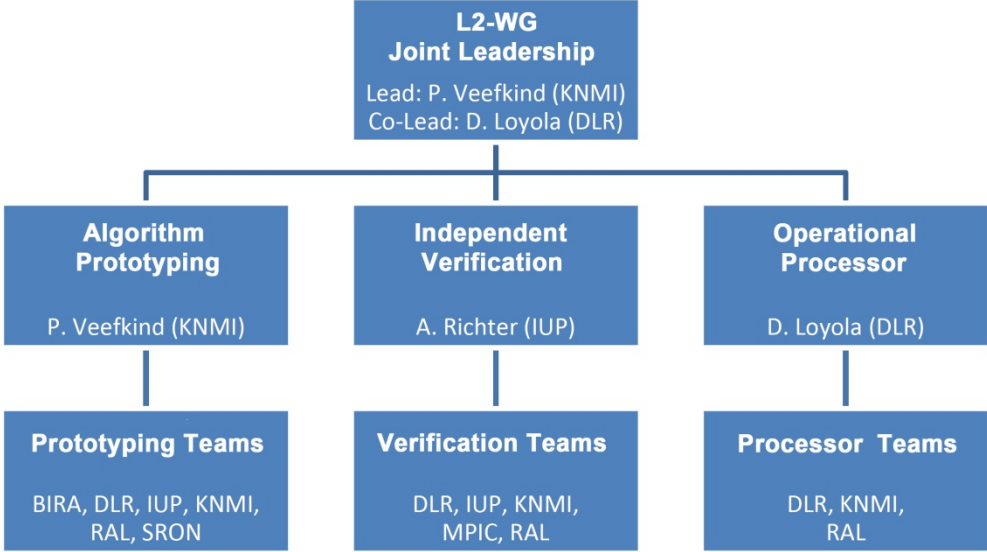 L2-WG
Joint Leadership
Lead: P. Veefkind (KNMI)
Co-Lead: D. Loyola (DLR)
Algorithm
Prototyping
P. Veefkind (KNMI)
Independent
Verification
A. Richter (IUP)
Operational
Processor
D. Loyola (DLR)
Prototyping Teams
BIRA, DLR, IUP, KNMI,
RAL, SRON
Verification Teams
DLR, IUP, KNMI,
MPIC, RAL
Processor Teams
DLR, KNMI,
RAL